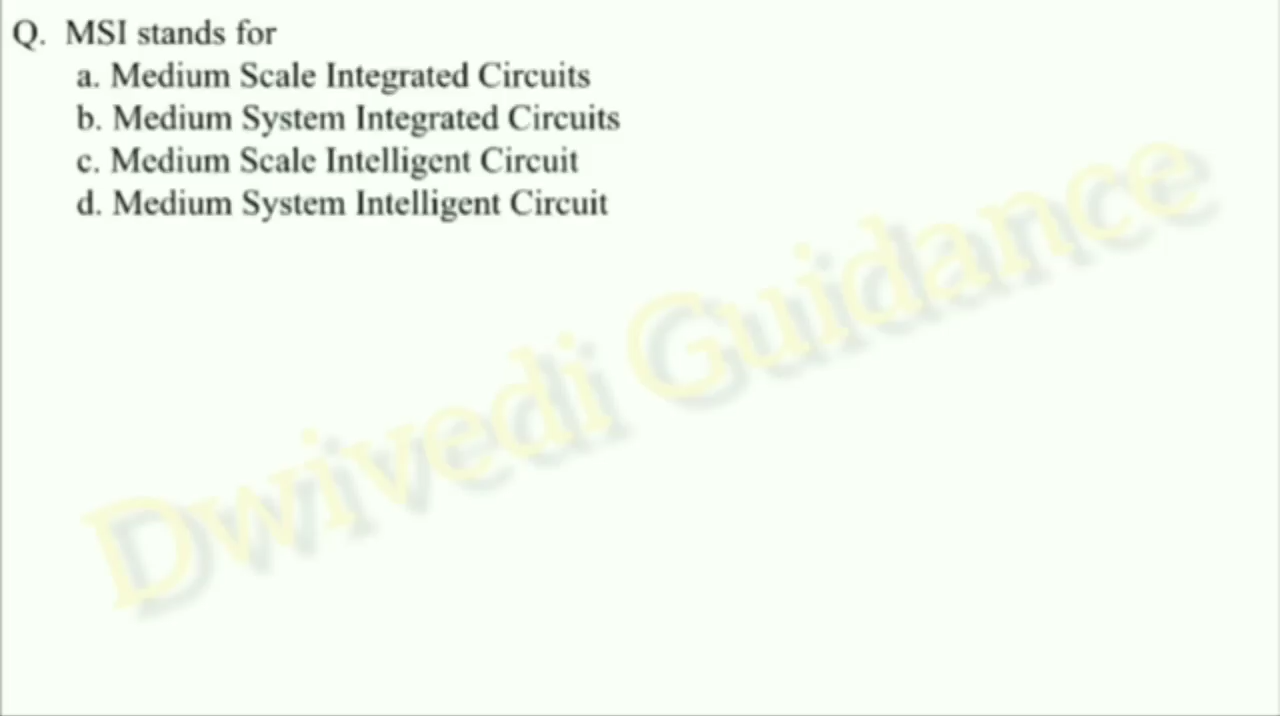 Q. MSI stands for
a. Medium Scale Integrated Circuits
b. Medium System Integrated Circuits
c. Medium Scale Intelligent Circuit
d. Medium System Intelligent Circuit
Dwivedi Guidance